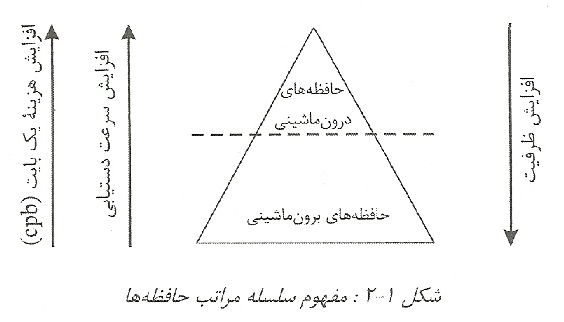 افزایش هزینهٔ یک بایت (cpb)
افزایش سرعت دستیابی
حافظه‌های
درون‌ماشینی
حافظه‌های برون‌ماشینی
افزایش ظرفیت
شکل ۱-۲ : مفهوم سلسله مراتب حافظه‌ها